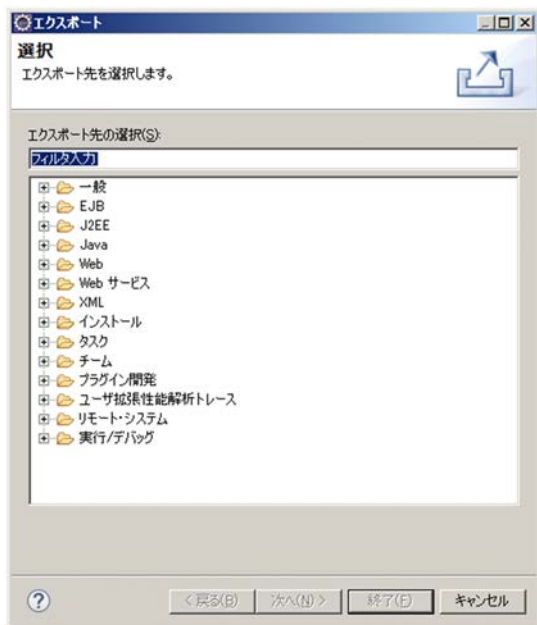 エクスポート
選択
エクスポート先を選択します。
エクスポート先の選択(S):
フィルタ入力
一般
EJB
J2EE
Java
Web
Web サービス
XML
インストール
タスク
チーム
プラグイン開発
ユーザ拡張性能解析トレース
リモート・システム
実行/デバッグ
< 戻る(B) 次へ(N) > 終了(F) キャンセル